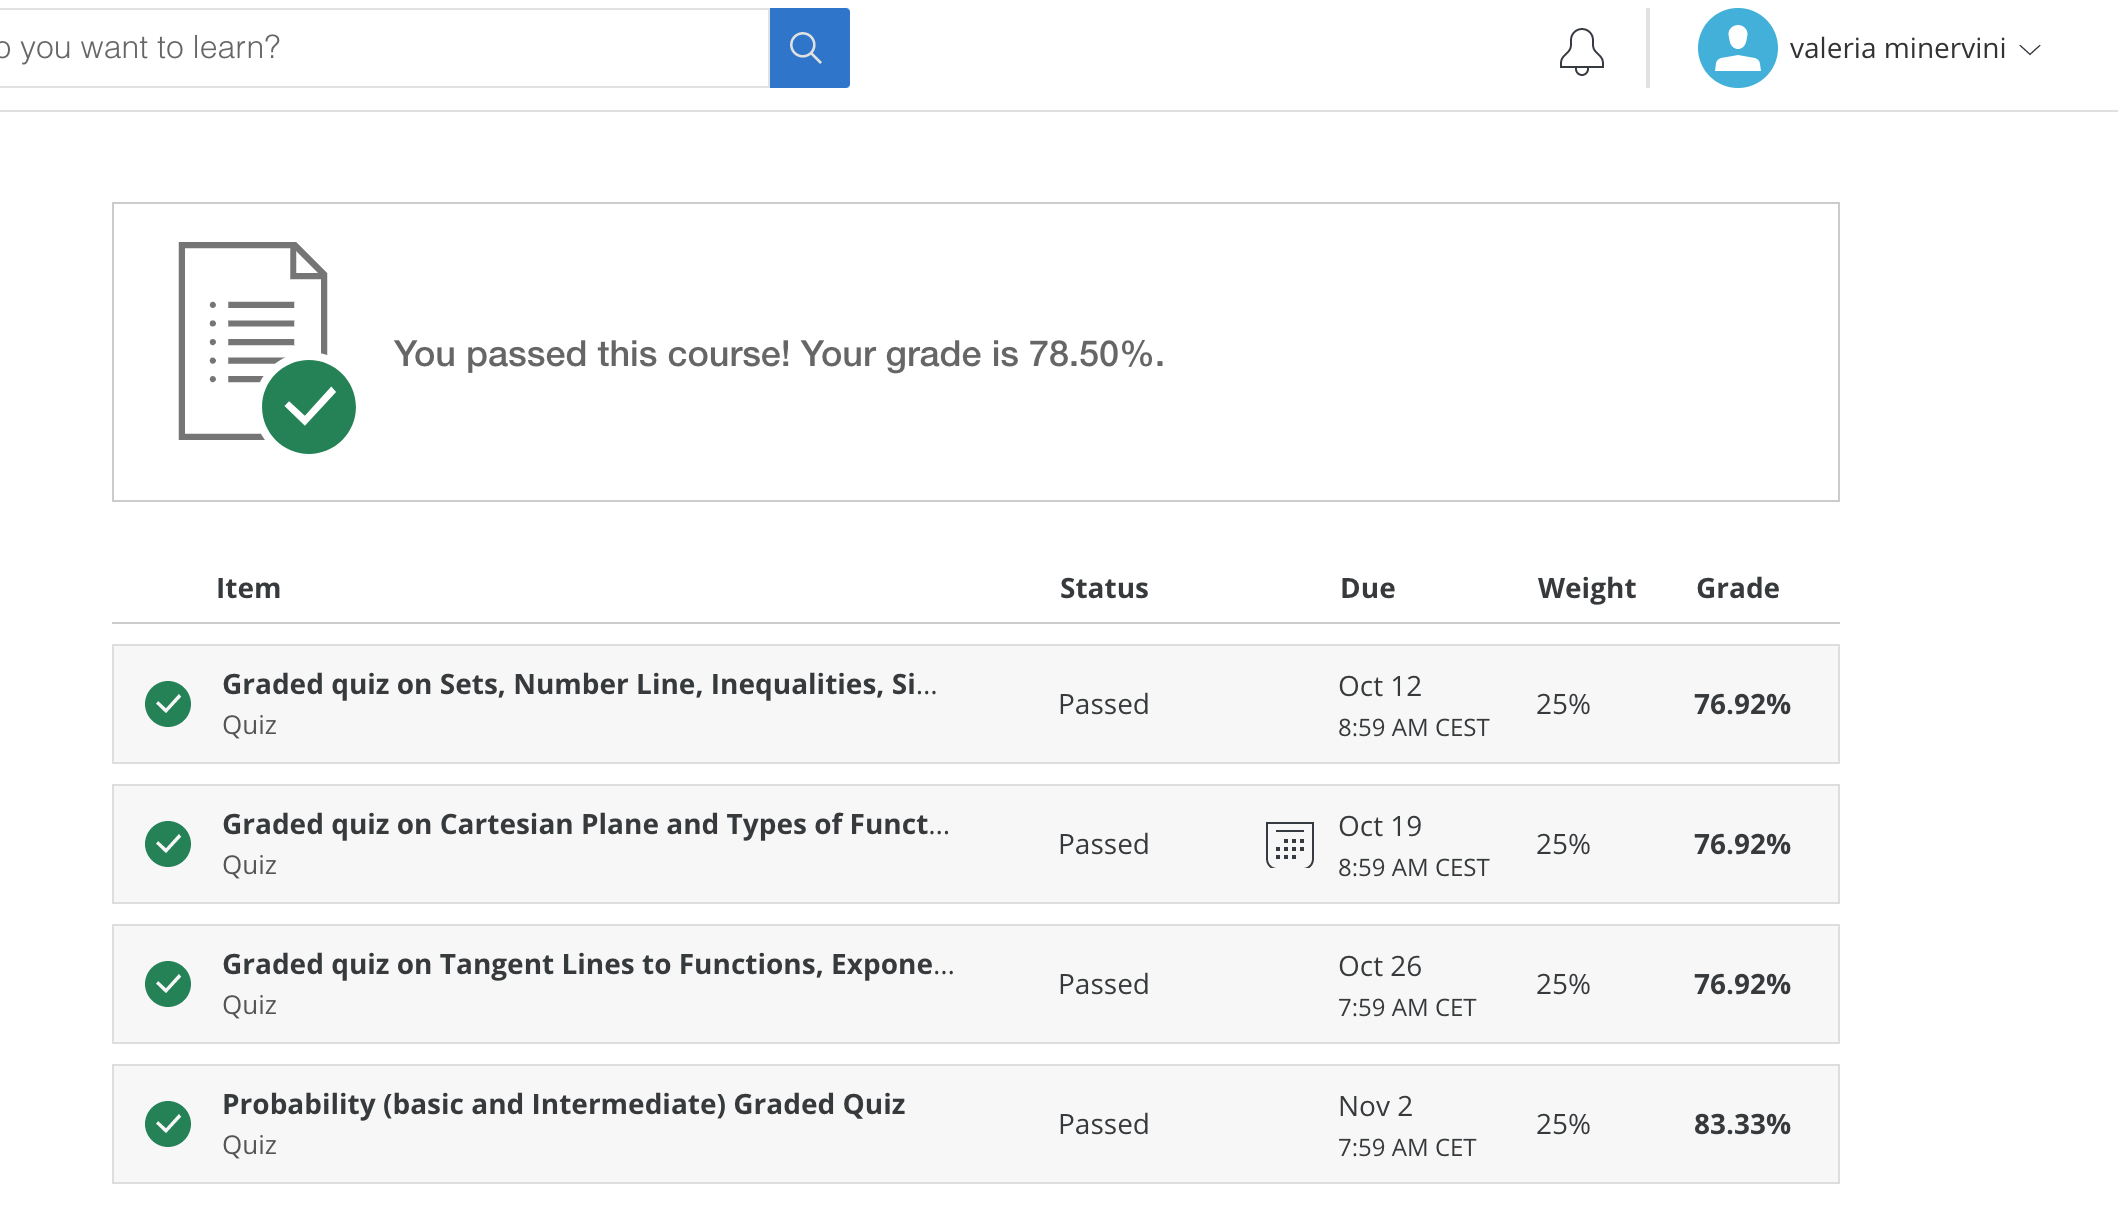 you want to learn?
valeria minervini
You passed this course! Your grade is 78.50%.
Item Status Due Weight Grade
Graded quiz on Sets, Number Line, Inequalities, Si...
Quiz
Passed
Oct 12
8:59 AM CEST
25%
76.92%
Graded quiz on Cartesian Plane and Types of Funct...
Quiz
Passed
Oct 19
8:59 AM CEST
25%
76.92%
Graded quiz on Tangent Lines to Functions, Expone...
Quiz
Passed
Oct 26
7:59 AM CET
25%
76.92%
Probability (basic and Intermediate) Graded Quiz
Quiz
Passed
Nov 2
7:59 AM CET
25%
83.33%